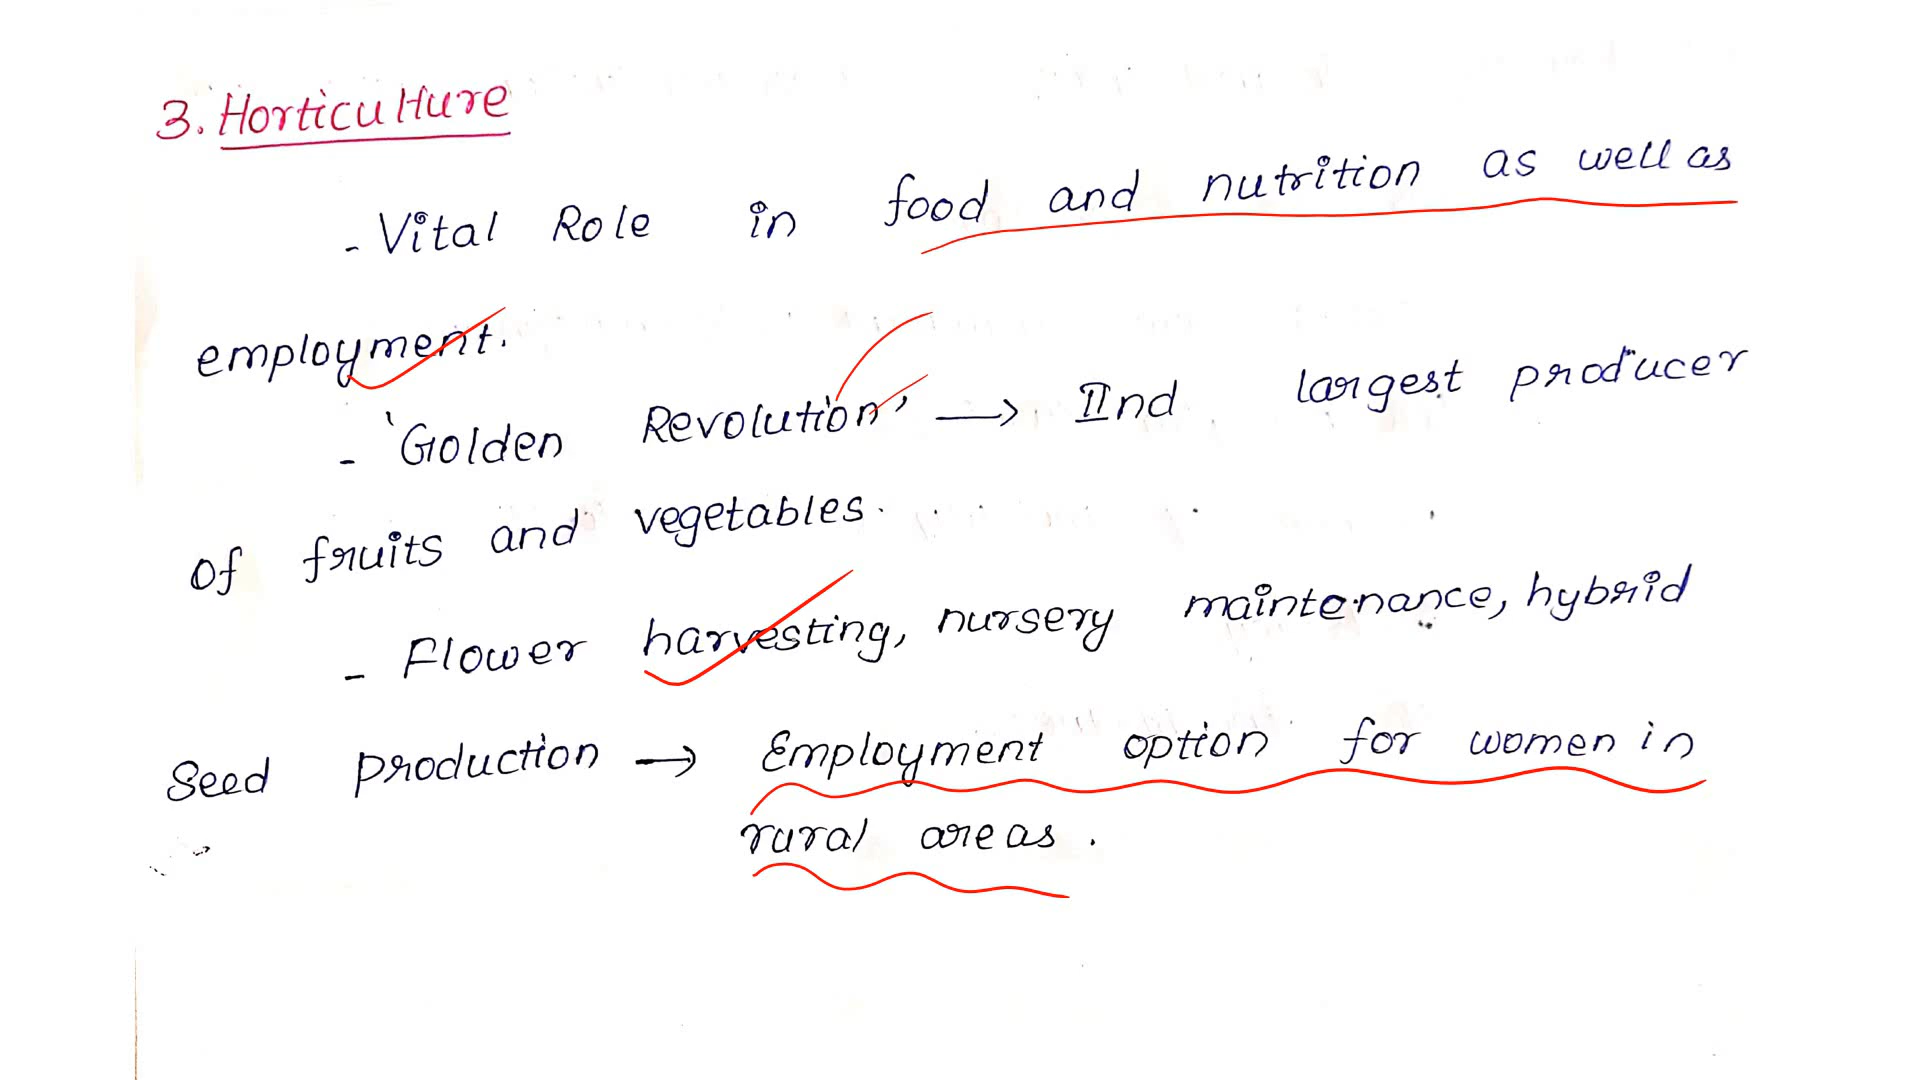 3. Horticulture
- Vital Role in food and nutrition as well as
employment.
- 'Golden Revolution' → IInd largest producer
of fruits and vegetables.
- Flower harvesting, nursery maintenance, hybrid
Seed production → Employment option for women in
rural areas.